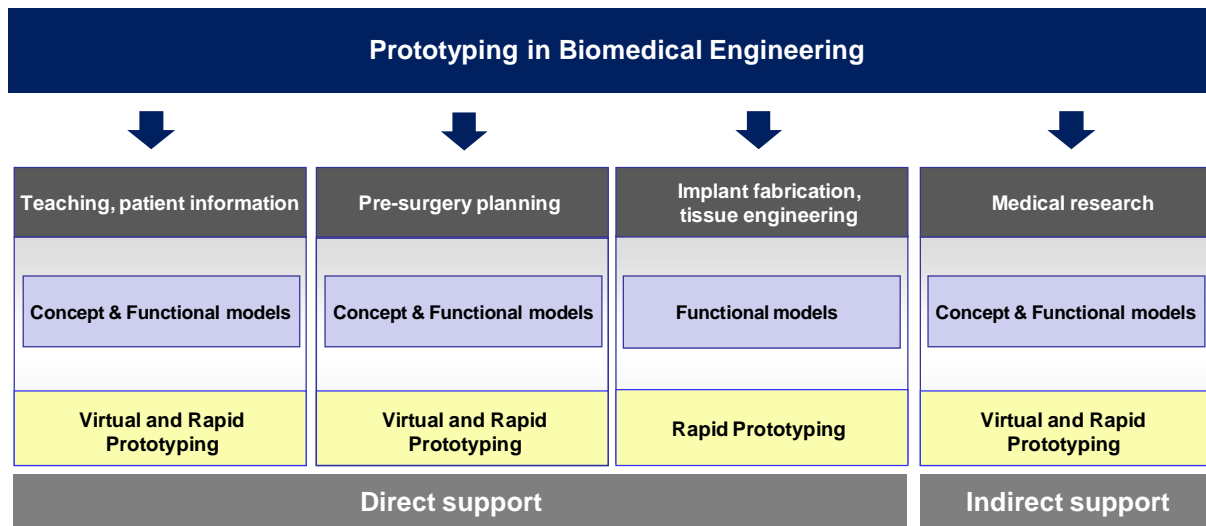 Prototyping in Biomedical Engineering
Teaching, patient information
Pre-surgery planning
Implant fabrication,
tissue engineering
Medical research
Concept & Functional models
Concept & Functional models
Functional models
Concept & Functional models
Virtual and Rapid
Prototyping
Virtual and Rapid
Prototyping
Rapid Prototyping
Virtual and Rapid
Prototyping
Direct support
Indirect support